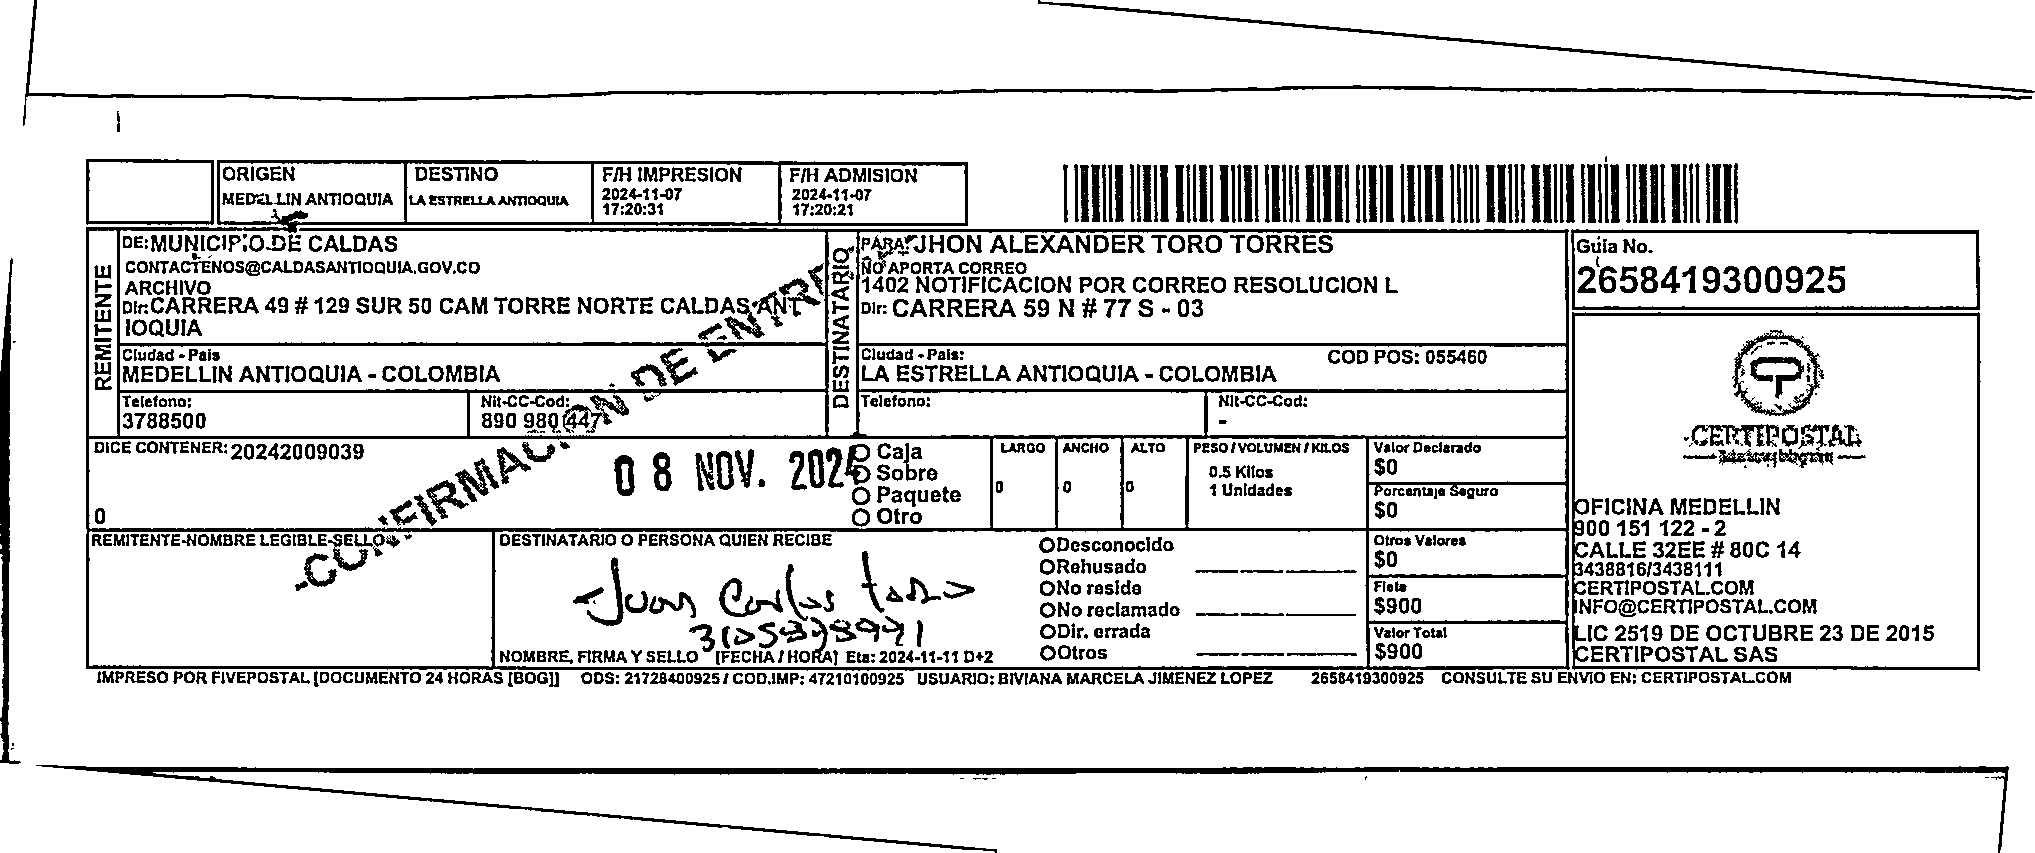 ORIGEN
MEDELLIN ANTIOQUIA
DESTINO
LA ESTRELLA ANTIOQUIA
F/H IMPRESION
2024-11-07
17:20:31
F/H ADMISION
2024-11-07
17:20:21
REMITENTE
DE: MUNICIPIO DE CALDAS
CONTACTENOS@CALDASANTIOQUIA.GOV.CO
ARCHIVO
Dir: CARRERA 49 # 129 SUR 50 CAM TORRE NORTE CALDAS ANT
IOQUIA
Ciudad - Pais
MEDELLIN ANTIOQUIA - COLOMBIA
Telefono:
3788500
Nit-CC-Cod:
890 980 447
DESTINATARIO
PARA: JHON ALEXANDER TORO TORRES
NO APORTA CORREO
1402 NOTIFICACION POR CORREO RESOLUCION L
Dir: CARRERA 59 N # 77 S - 03
Ciudad - Pais:
COD POS: 055460
LA ESTRELLA ANTIOQUIA - COLOMBIA
Telefono:
Nit-CC-Cod:
-
Guia No.
2658419300925
CERTIPOSTAL
OFICINA MEDELLIN
900 151 122 - 2
CALLE 32EE # 80C 14
3438816/3438111
CERTIPOSTAL.COM
INFO@CERTIPOSTAL.COM
LIC 2519 DE OCTUBRE 23 DE 2015
CERTIPOSTAL SAS
DICE CONTENER: 20242009039
0
CONFIRMACION DE ENTRE
08 NOV. 2024
Caja
Sobre
Paquete
Otro
LARGO
0
ANCHO
0
ALTO
0
PESO / VOLUMEN / KILOS
0.5 Kilos
1 Unidades
Valor Declarado
$0
Porcentaje Seguro
$0
Otros Valores
$0
Flete
$900
Valor Total
$900
REMITENTE-NOMBRE LEGIBLE-SELLO
DESTINATARIO O PERSONA QUIEN RECIBE
Juan Carlos toro
NOMBRE, FIRMA Y SELLO [FECHA / HORA] Eta: 2024-11-11 D+2
Desconocido
Rehusado
No reside
No reclamado
Dir. errada
Otros
IMPRESO POR FIVEPOSTAL [DOCUMENTO 24 HORAS [BOG]] ODS: 21728400925 / COD.IMP: 47210100925 USUARIO: BIVIANA MARCELA JIMENEZ LOPEZ 2658419300925 CONSULTE SU ENVIO EN: CERTIPOSTAL.COM